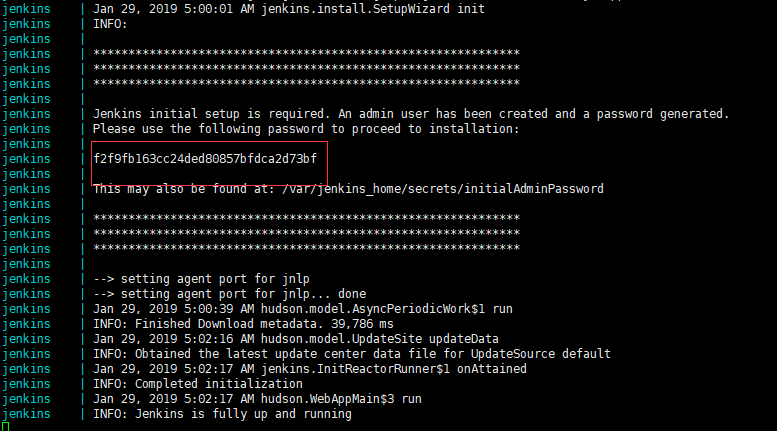 jenkins | Jan 29, 2019 5:00:01 AM jenkins.install.SetupWizard init
jenkins | INFO:
jenkins |
jenkins | *************************************************************
jenkins | *************************************************************
jenkins | *************************************************************
jenkins |
jenkins | Jenkins initial setup is required. An admin user has been created and a password generated.
jenkins | Please use the following password to proceed to installation:
jenkins |
jenkins | f2f9fb163cc24ded80857bfdca2d73bf
jenkins |
jenkins | This may also be found at: /var/jenkins_home/secrets/initialAdminPassword
jenkins |
jenkins | *************************************************************
jenkins | *************************************************************
jenkins | *************************************************************
jenkins |
jenkins | --> setting agent port for jnlp
jenkins | --> setting agent port for jnlp... done
jenkins | Jan 29, 2019 5:00:39 AM hudson.model.AsyncPeriodicWork$1 run
jenkins | INFO: Finished Download metadata. 39,786 ms
jenkins | Jan 29, 2019 5:02:16 AM hudson.model.UpdateSite updateData
jenkins | INFO: Obtained the latest update center data file for UpdateSource default
jenkins | Jan 29, 2019 5:02:17 AM jenkins.InitReactorRunner$1 onAttained
jenkins | INFO: Completed initialization
jenkins | Jan 29, 2019 5:02:17 AM hudson.WebAppMain$3 run
jenkins | INFO: Jenkins is fully up and running